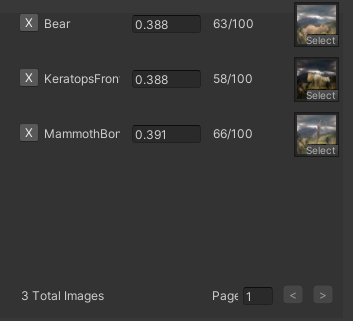 X Bear 0.388 63/100
Select
X KeratopsFron 0.388 58/100
Select
X MammothBor 0.391 66/100
Select
3 Total Images Page 1 < >